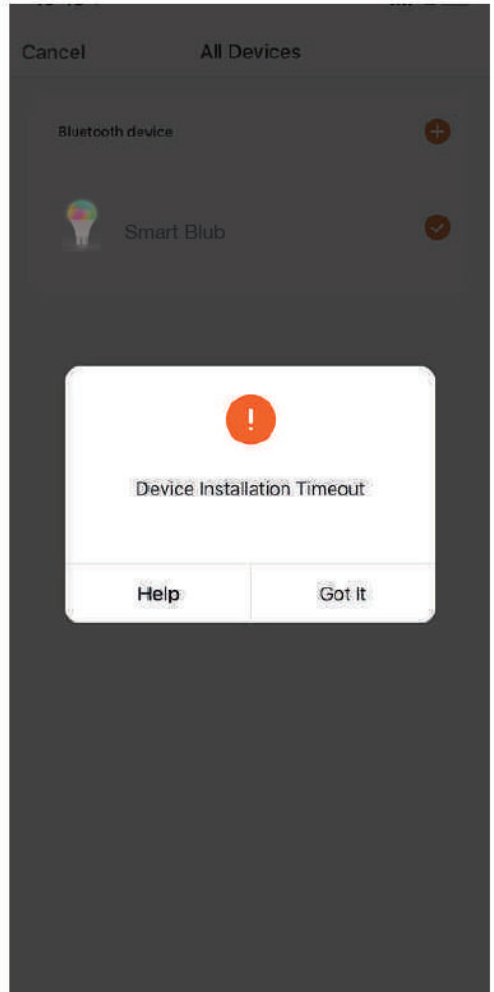 Cancel
All Devices
Bluetooth device
Smart Blub
!
Device Installation Timeout
Help
Got It